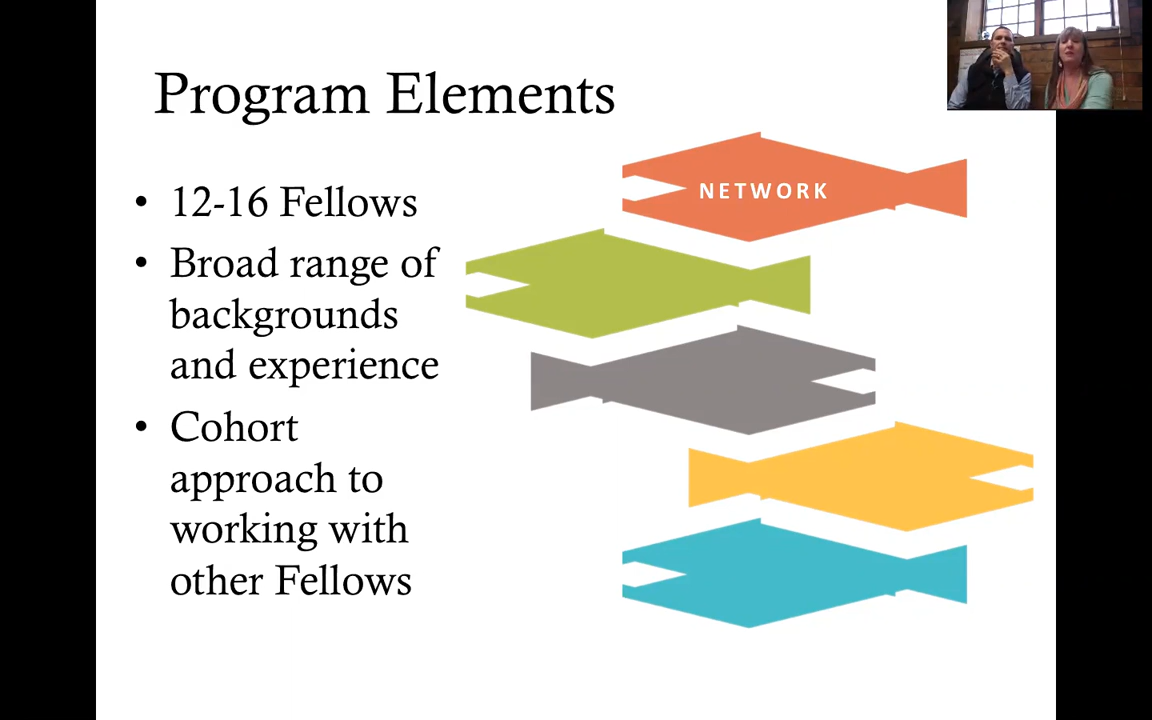 Program Elements
• 12-16 Fellows
• Broad range of
backgrounds
and experience
• Cohort
approach to
working with
other Fellows
NETWORK